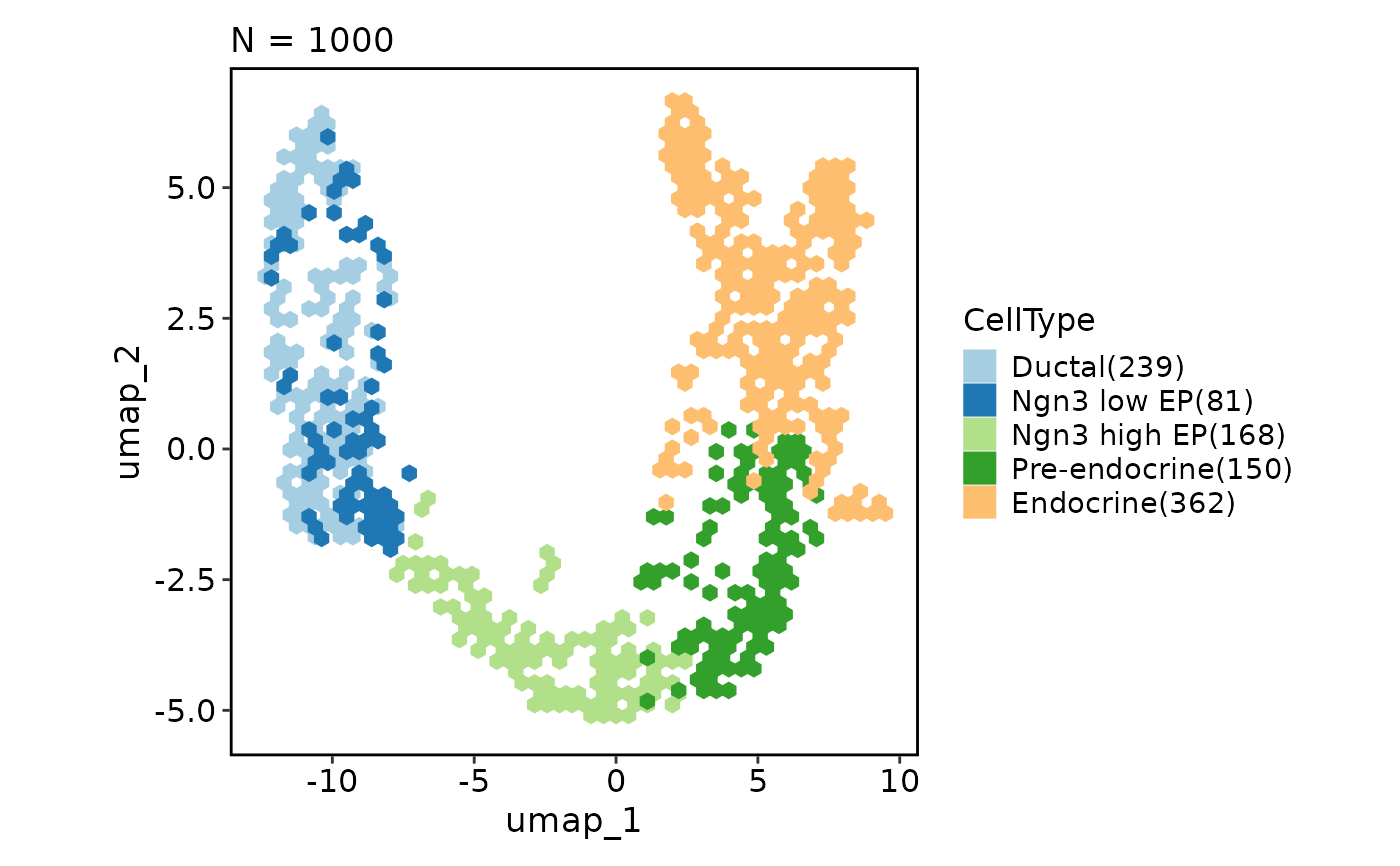 N = 1000
umap_2
5.0
2.5
0.0
-2.5
-5.0
-10
-5
0
5
10
umap_1
CellType
Ductal(239)
Ngn3 low EP(81)
Ngn3 high EP(168)
Pre-endocrine(150)
Endocrine(362)